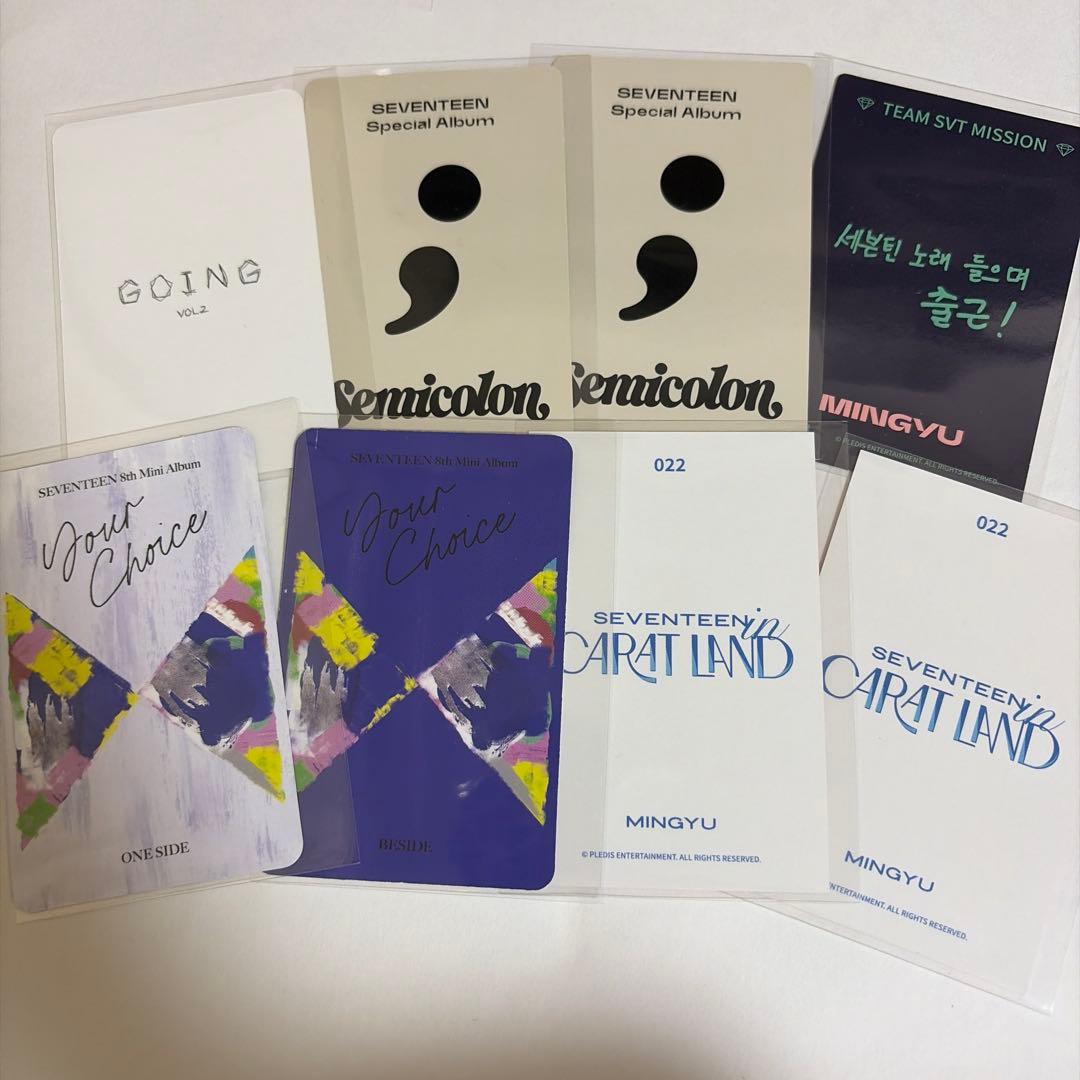 GOING
VOL.2
SEVENTEEN
Special Album
;
Semicolon,
SEVENTEEN
Special Album
;
Semicolon,
TEAM SVT MISSION
세븐틴 노래 들으며
출근!
MINGYU
© PLEDIS ENTERTAINMENT. ALL RIGHTS RESERVED.
SEVENTEEN 8th Mini Album
Your
Choice
ONE SIDE
SEVENTEEN 8th Mini Album
Your
Choice
BESIDE
022
SEVENTEEN in
CARAT LAND
MINGYU
© PLEDIS ENTERTAINMENT. ALL RIGHTS RESERVED.
022
SEVENTEEN in
CARAT LAND
MINGYU
NTERTAINMENT. ALL RIGHTS RESERVED.